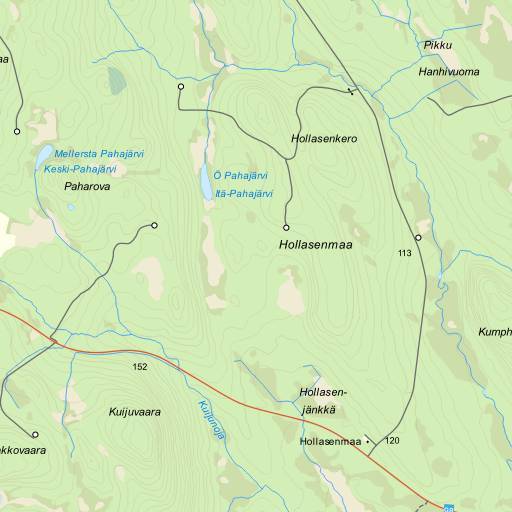 Pikku
Hanhivuoma
Hollasenkero
Mellersta Pahajärvi
Keski-Pahajärvi
Paharova
Ö Pahajärvi
Itä-Pahajärvi
Hollasenmaa
113
Kumph
152
Hollasen-
jänkkä
Kuijuvaara
Kuijunoja
Hollasenmaa
120
kkovaara